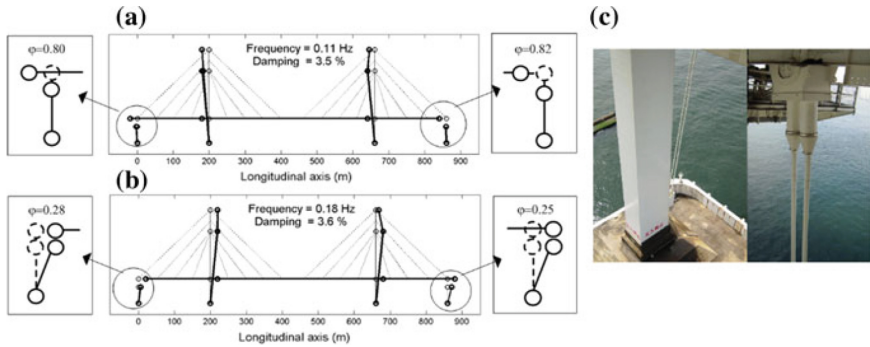 (a)
φ=0.80
Frequency = 0.11 Hz
Damping = 3.5 %
φ=0.82
0 100 200 300 400 500 600 700 800 900
Longitudinal axis (m)
(b)
φ=0.28
Frequency = 0.18 Hz
Damping = 3.6 %
φ=0.25
0 100 200 300 400 500 600 700 800 900
Longitudinal axis (m)
(c)